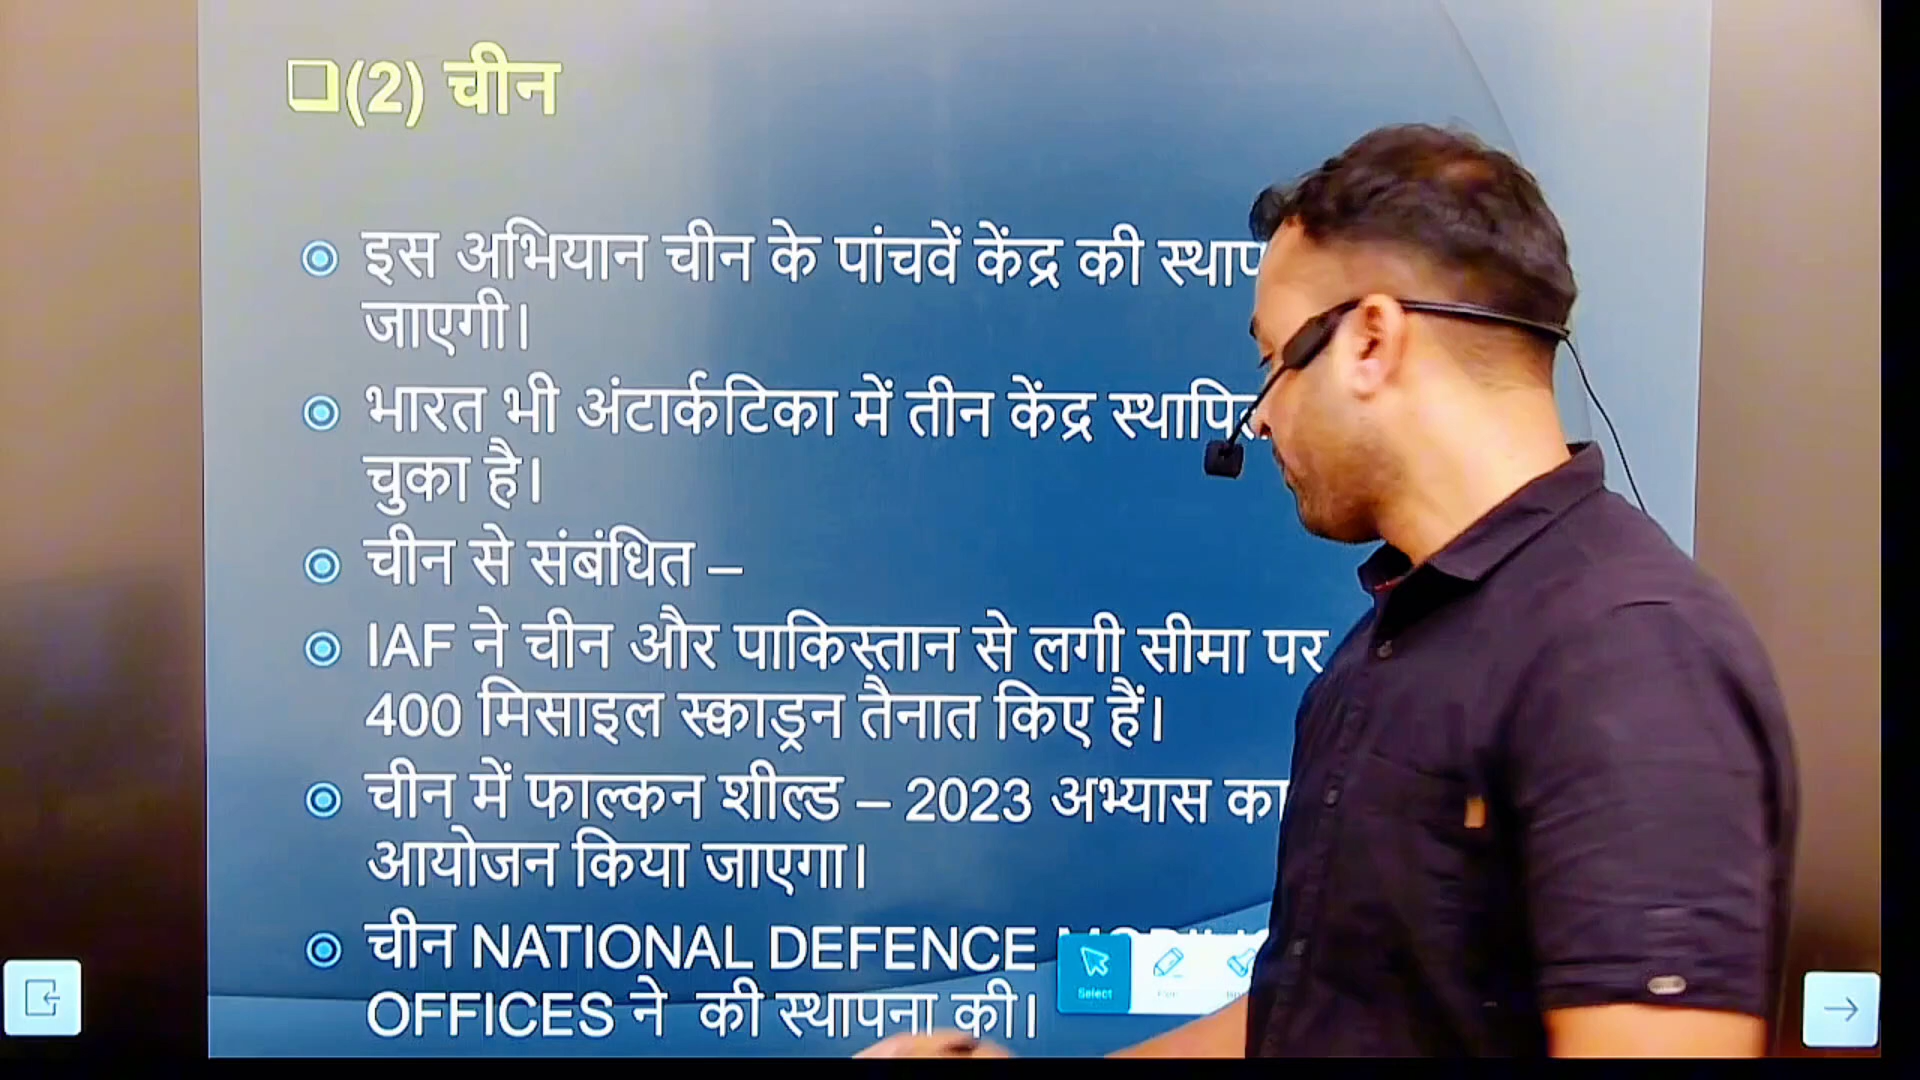 ❑(2) चीन
इस अभियान चीन के पांचवें केंद्र की
जाएगी।
भारत भी अंटार्कटिका में तीन केंद्र
चुका है।
चीन से संबंधित –
IAF ने चीन और पाकिस्तान से लगी सीमा पर
400 मिसाइल स्क्वाड्रन तैनात किए हैं।
चीन में फाल्कन शील्ड – 2023 अभ्यास का
आयोजन किया जाएगा।
चीन NATIONAL DEFENCE
OFFICES ने की स्थापना की।
Select